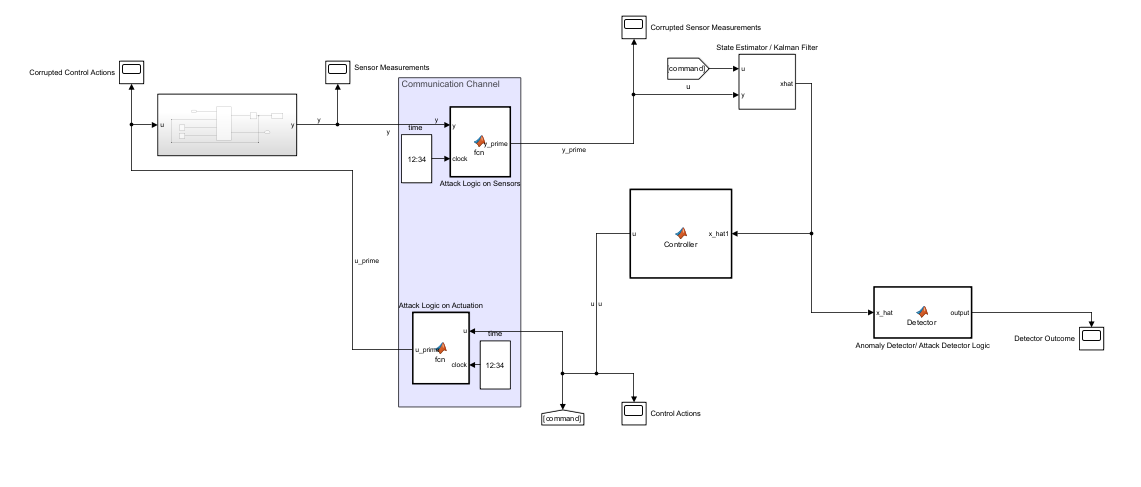 Corrupted Sensor Measurements
State Estimator / Kalman Filter
Corrupted Control Actions
Sensor Measurements
[command]
u
xhat
u
y
Communication Channel
u
y
y
y
y
time
y
fcn
y_prime
12:34
clock
y_prime
Attack Logic on Sensors
u
Controller
x_hat1
u_prime
u
u
Attack Logic on Actuation
x_hat
Detector
output
u
time
u_prime
fcn
clock
12:34
Detector Outcome
Anomaly Detector/ Attack Detector Logic
[command]
Control Actions